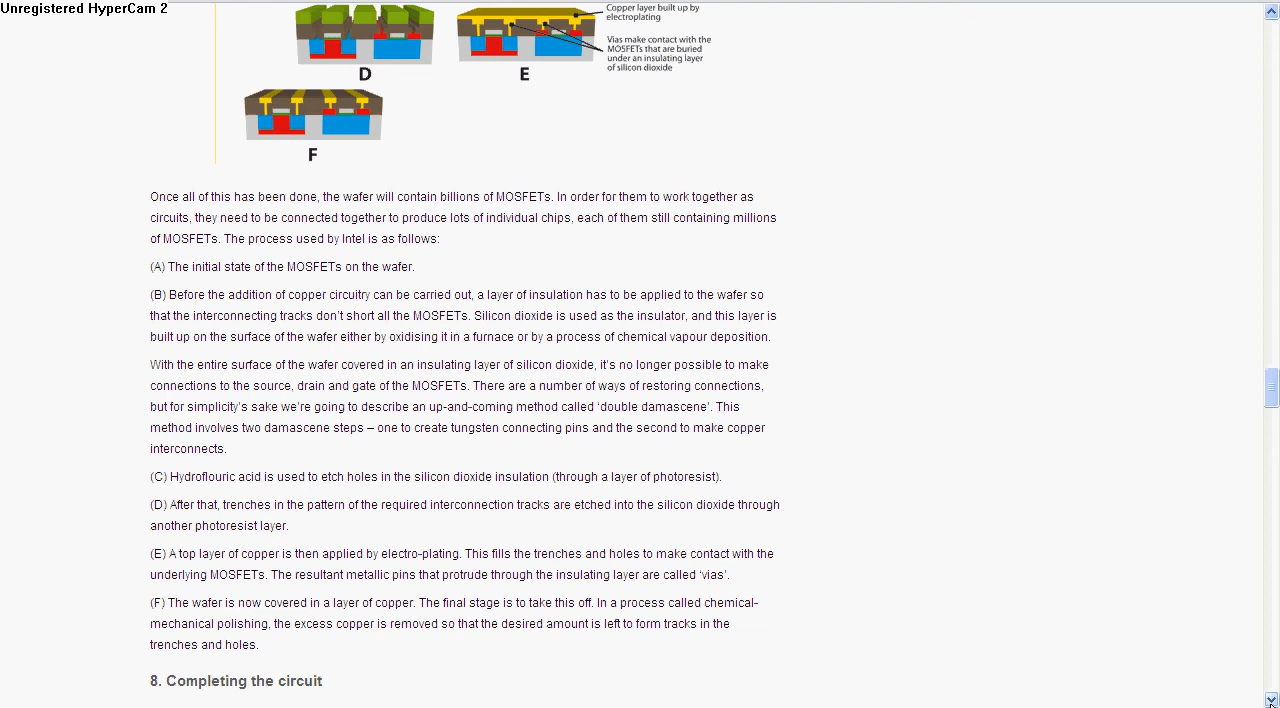 Unregistered HyperCam 2
Copper layer built up by
electroplating
Vias make contact with the
MOSFETs that are buried
under an insulating layer
of silicon dioxide
D
E
F
Once all of this has been done, the wafer will contain billions of MOSFETs. In order for them to work together as
circuits, they need to be connected together to produce lots of individual chips, each of them still containing millions
of MOSFETs. The process used by Intel is as follows:
(A) The initial state of the MOSFETs on the wafer.
(B) Before the addition of copper circuitry can be carried out, a layer of insulation has to be applied to the wafer so
that the interconnecting tracks don’t short all the MOSFETs. Silicon dioxide is used as the insulator, and this layer is
built up on the surface of the wafer either by oxidising it in a furnace or by a process of chemical vapour deposition.
With the entire surface of the wafer covered in an insulating layer of silicon dioxide, it’s no longer possible to make
connections to the source, drain and gate of the MOSFETs. There are a number of ways of restoring connections,
but for simplicity’s sake we’re going to describe an up-and-coming method called ‘double damascene’. This
method involves two damascene steps – one to create tungsten connecting pins and the second to make copper
interconnects.
(C) Hydroflouric acid is used to etch holes in the silicon dioxide insulation (through a layer of photoresist).
(D) After that, trenches in the pattern of the required interconnection tracks are etched into the silicon dioxide through
another photoresist layer.
(E) A top layer of copper is then applied by electro-plating. This fills the trenches and holes to make contact with the
underlying MOSFETs. The resultant metallic pins that protrude through the insulating layer are called ‘vias’.
(F) The wafer is now covered in a layer of copper. The final stage is to take this off. In a process called chemical-
mechanical polishing, the excess copper is removed so that the desired amount is left to form tracks in the
trenches and holes.
8. Completing the circuit